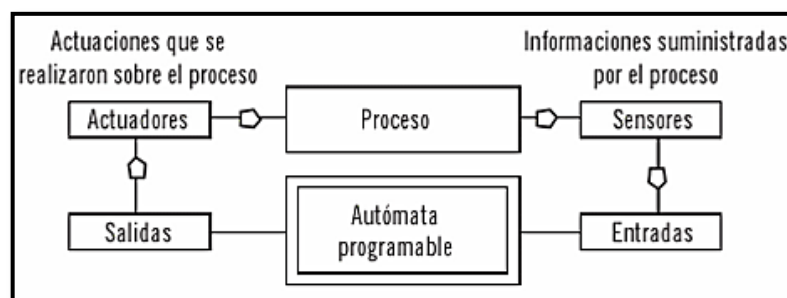 Actuaciones que se
realizaron sobre el proceso
Informaciones suministradas
por el proceso
Actuadores
Proceso
Sensores
Salidas
Autómata
programable
Entradas